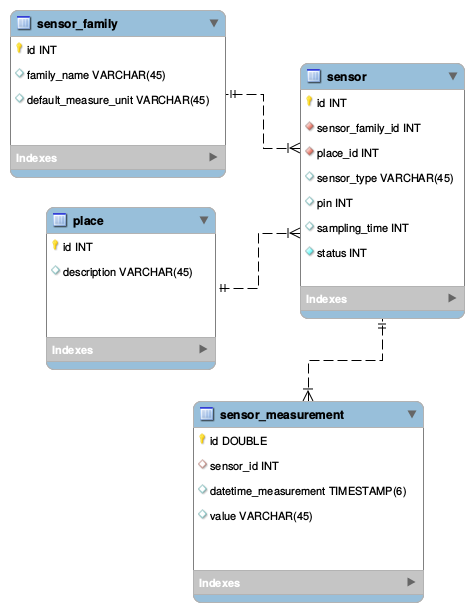 sensor_family
id INT
family_name VARCHAR(45)
default_measure_unit VARCHAR(45)
Indexes
sensor
id INT
sensor_family_id INT
place_id INT
sensor_type VARCHAR(45)
pin INT
sampling_time INT
status INT
Indexes
place
id INT
description VARCHAR(45)
Indexes
sensor_measurement
id DOUBLE
sensor_id INT
datetime_measurement TIMESTAMP(6)
value VARCHAR(45)
Indexes